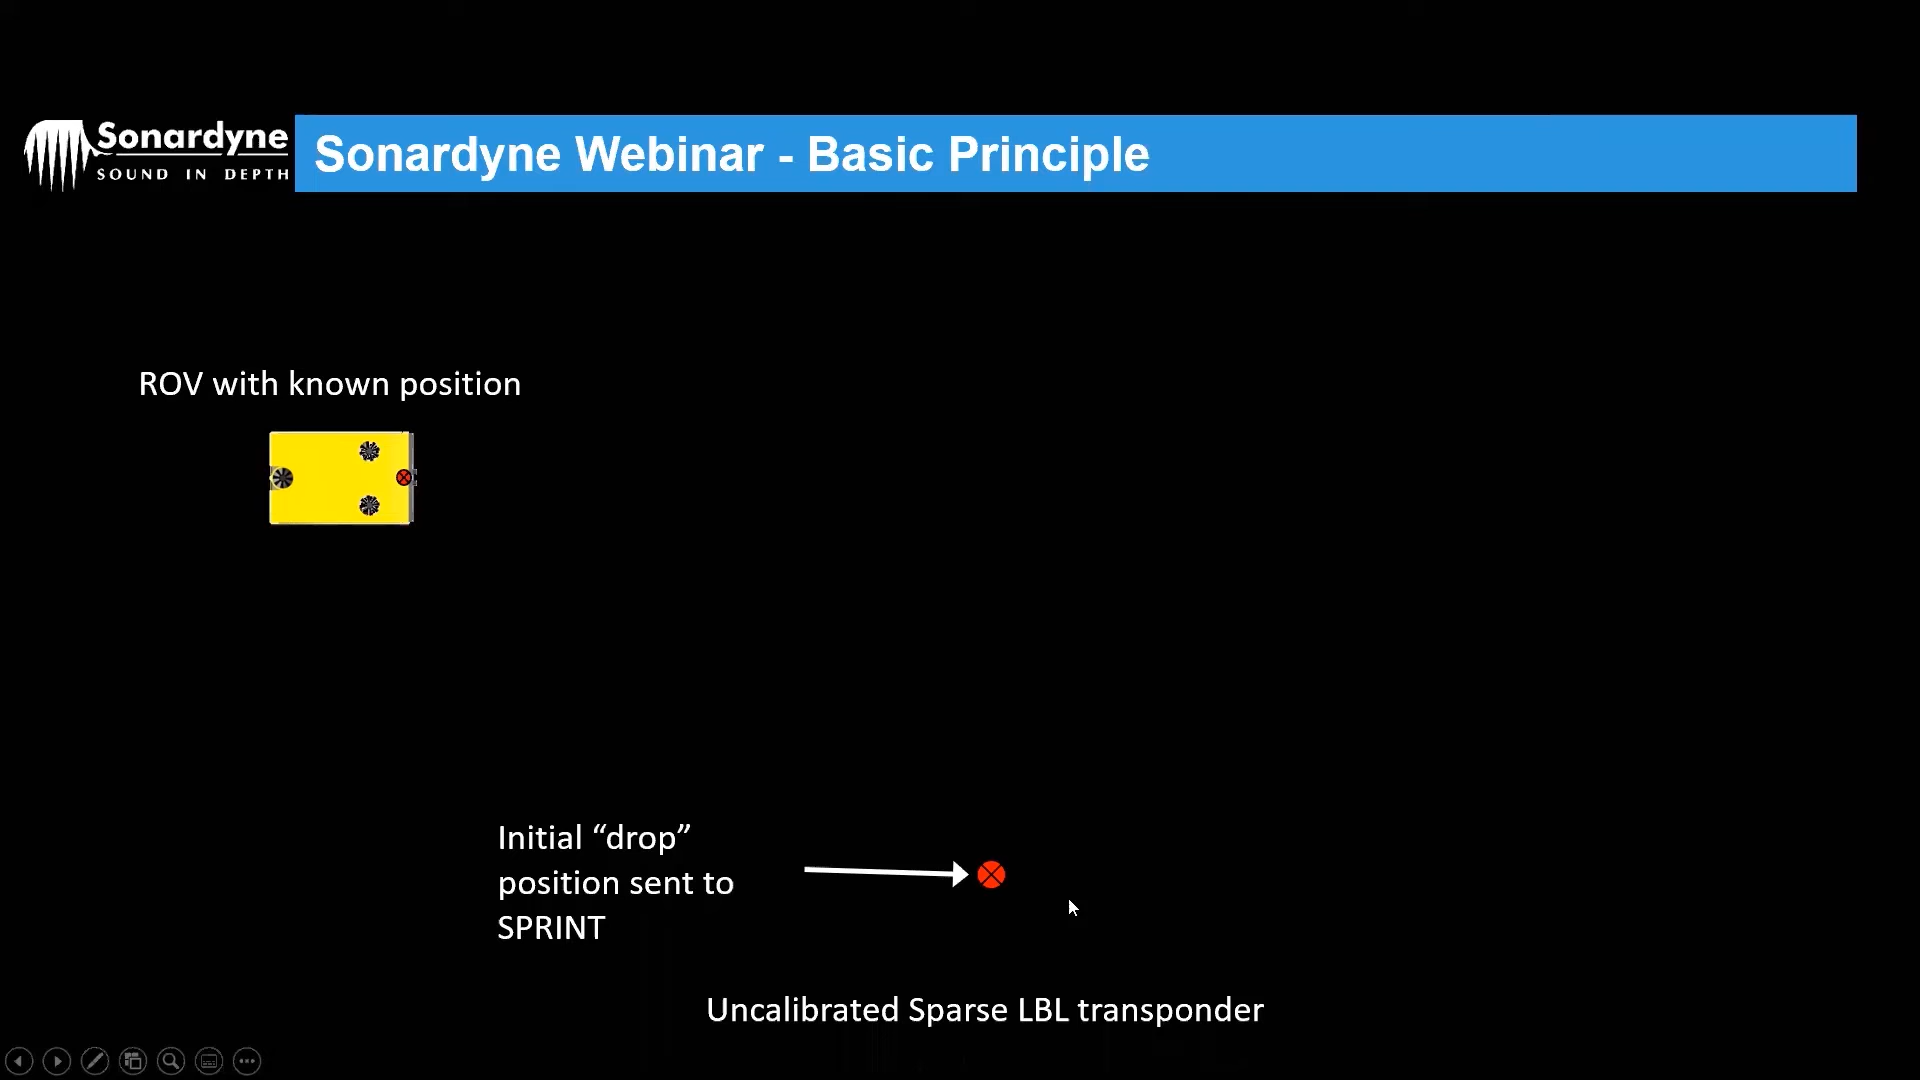 Sonardyne
SOUND IN DEPTH
Sonardyne Webinar - Basic Principle
ROV with known position
Initial “drop”
position sent to
SPRINT
Uncalibrated Sparse LBL transponder